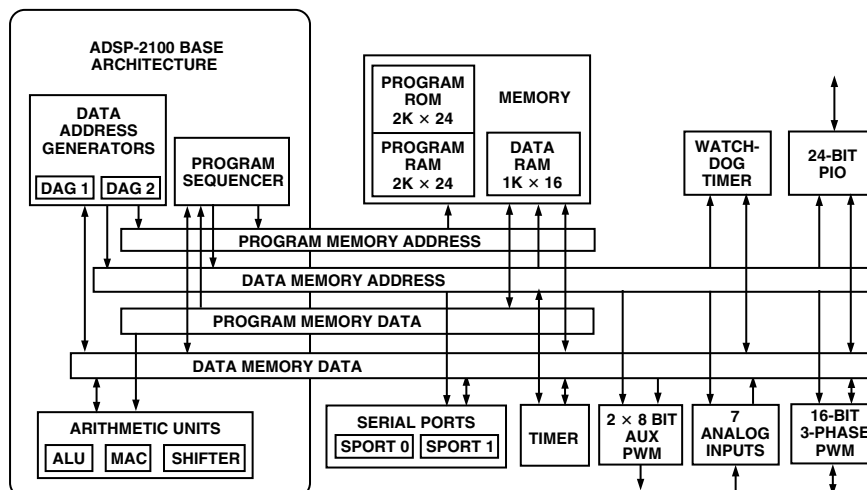 ADSP-2100 BASE
ARCHITECTURE
DATA
ADDRESS
GENERATORS
DAG 1
DAG 2
PROGRAM
SEQUENCER
PROGRAM
ROM
2K × 24
PROGRAM
RAM
2K × 24
MEMORY
DATA
RAM
1K × 16
WATCH-
DOG
TIMER
24-BIT
PIO
PROGRAM MEMORY ADDRESS
DATA MEMORY ADDRESS
PROGRAM MEMORY DATA
DATA MEMORY DATA
ARITHMETIC UNITS
ALU
MAC
SHIFTER
SERIAL PORTS
SPORT 0
SPORT 1
TIMER
2 × 8 BIT
AUX
PWM
7
ANALOG
INPUTS
16-BIT
3-PHASE
PWM